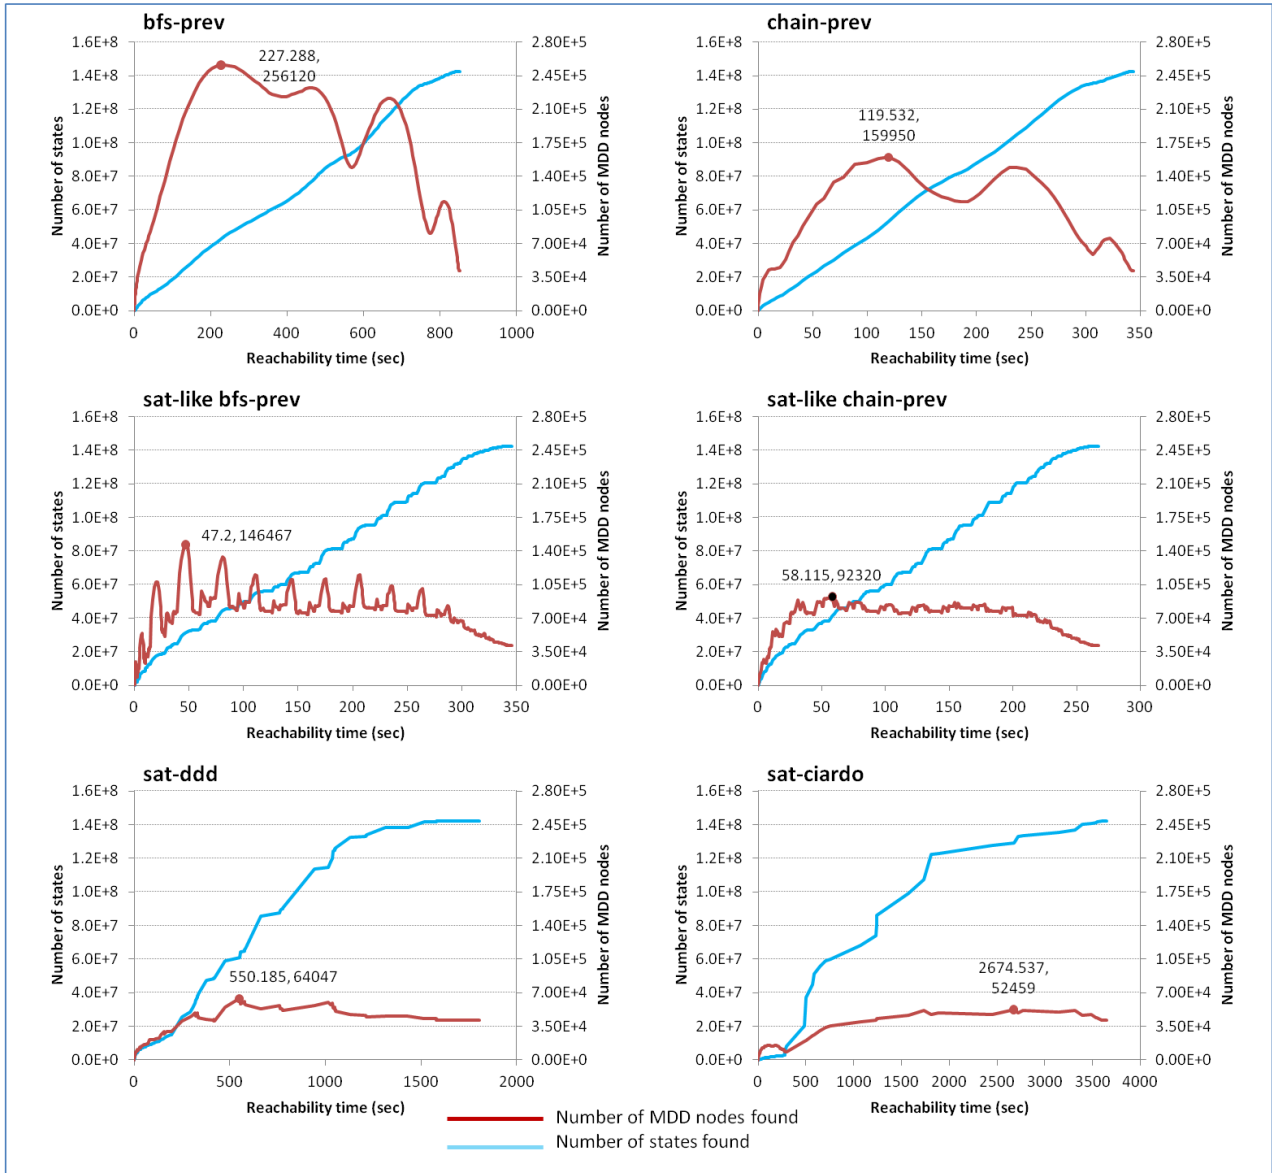 bfs-prev
1.6E+8
1.4E+8
1.2E+8
1.0E+8
8.0E+7
6.0E+7
4.0E+7
2.0E+7
0.0E+0
Number of states
227.288,
256120
2.80E+5
2.45E+5
2.10E+5
1.75E+5
1.40E+5
1.05E+5
7.00E+4
3.50E+4
0.00E+0
Number of MDD nodes
0 200 400 600 800 1000
Reachability time (sec)
chain-prev
1.6E+8
1.4E+8
1.2E+8
1.0E+8
8.0E+7
6.0E+7
4.0E+7
2.0E+7
0.0E+0
Number of states
119.532,
159950
2.80E+5
2.45E+5
2.10E+5
1.75E+5
1.40E+5
1.05E+5
7.00E+4
3.50E+4
0.00E+0
Number of MDD nodes
0 50 100 150 200 250 300 350
Reachability time (sec)
sat-like bfs-prev
1.6E+8
1.4E+8
1.2E+8
1.0E+8
8.0E+7
6.0E+7
4.0E+7
2.0E+7
0.0E+0
Number of states
47.2, 146467
2.80E+5
2.45E+5
2.10E+5
1.75E+5
1.40E+5
1.05E+5
7.00E+4
3.50E+4
0.00E+0
Number of MDD nodes
0 50 100 150 200 250 300 350
Reachability time (sec)
sat-like chain-prev
1.6E+8
1.4E+8
1.2E+8
1.0E+8
8.0E+7
6.0E+7
4.0E+7
2.0E+7
0.0E+0
Number of states
58.115, 92320
2.80E+5
2.45E+5
2.10E+5
1.75E+5
1.40E+5
1.05E+5
7.00E+4
3.50E+4
0.00E+0
Number of MDD nodes
0 50 100 150 200 250 300
Reachability time (sec)
sat-ddd
1.6E+8
1.4E+8
1.2E+8
1.0E+8
8.0E+7
6.0E+7
4.0E+7
2.0E+7
0.0E+0
Number of states
550.185, 64047
2.80E+5
2.45E+5
2.10E+5
1.75E+5
1.40E+5
1.05E+5
7.00E+4
3.50E+4
0.00E+0
Number of MDD nodes
0 500 1000 1500 2000
Reachability time (sec)
sat-ciardo
1.6E+8
1.4E+8
1.2E+8
1.0E+8
8.0E+7
6.0E+7
4.0E+7
2.0E+7
0.0E+0
Number of states
2674.537,
52459
2.80E+5
2.45E+5
2.10E+5
1.75E+5
1.40E+5
1.05E+5
7.00E+4
3.50E+4
0.00E+0
Number of MDD nodes
0 500 1000 1500 2000 2500 3000 3500 4000
Reachability time (sec)
Number of MDD nodes found
Number of states found